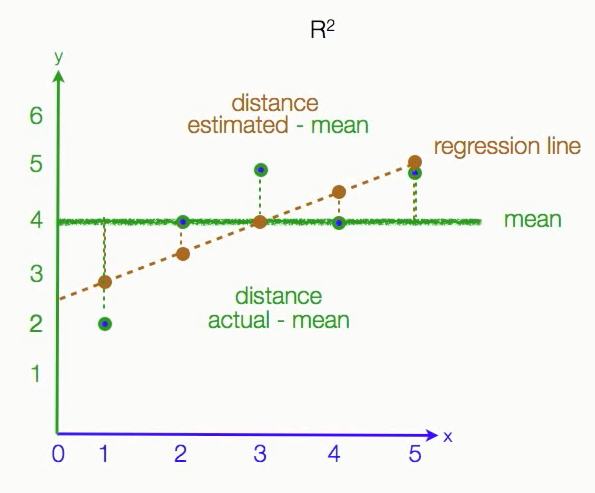 R²
y
distance
estimated - mean
regression line
6
5
4
mean
3
distance
actual - mean
2
1
x
0 1 2 3 4 5